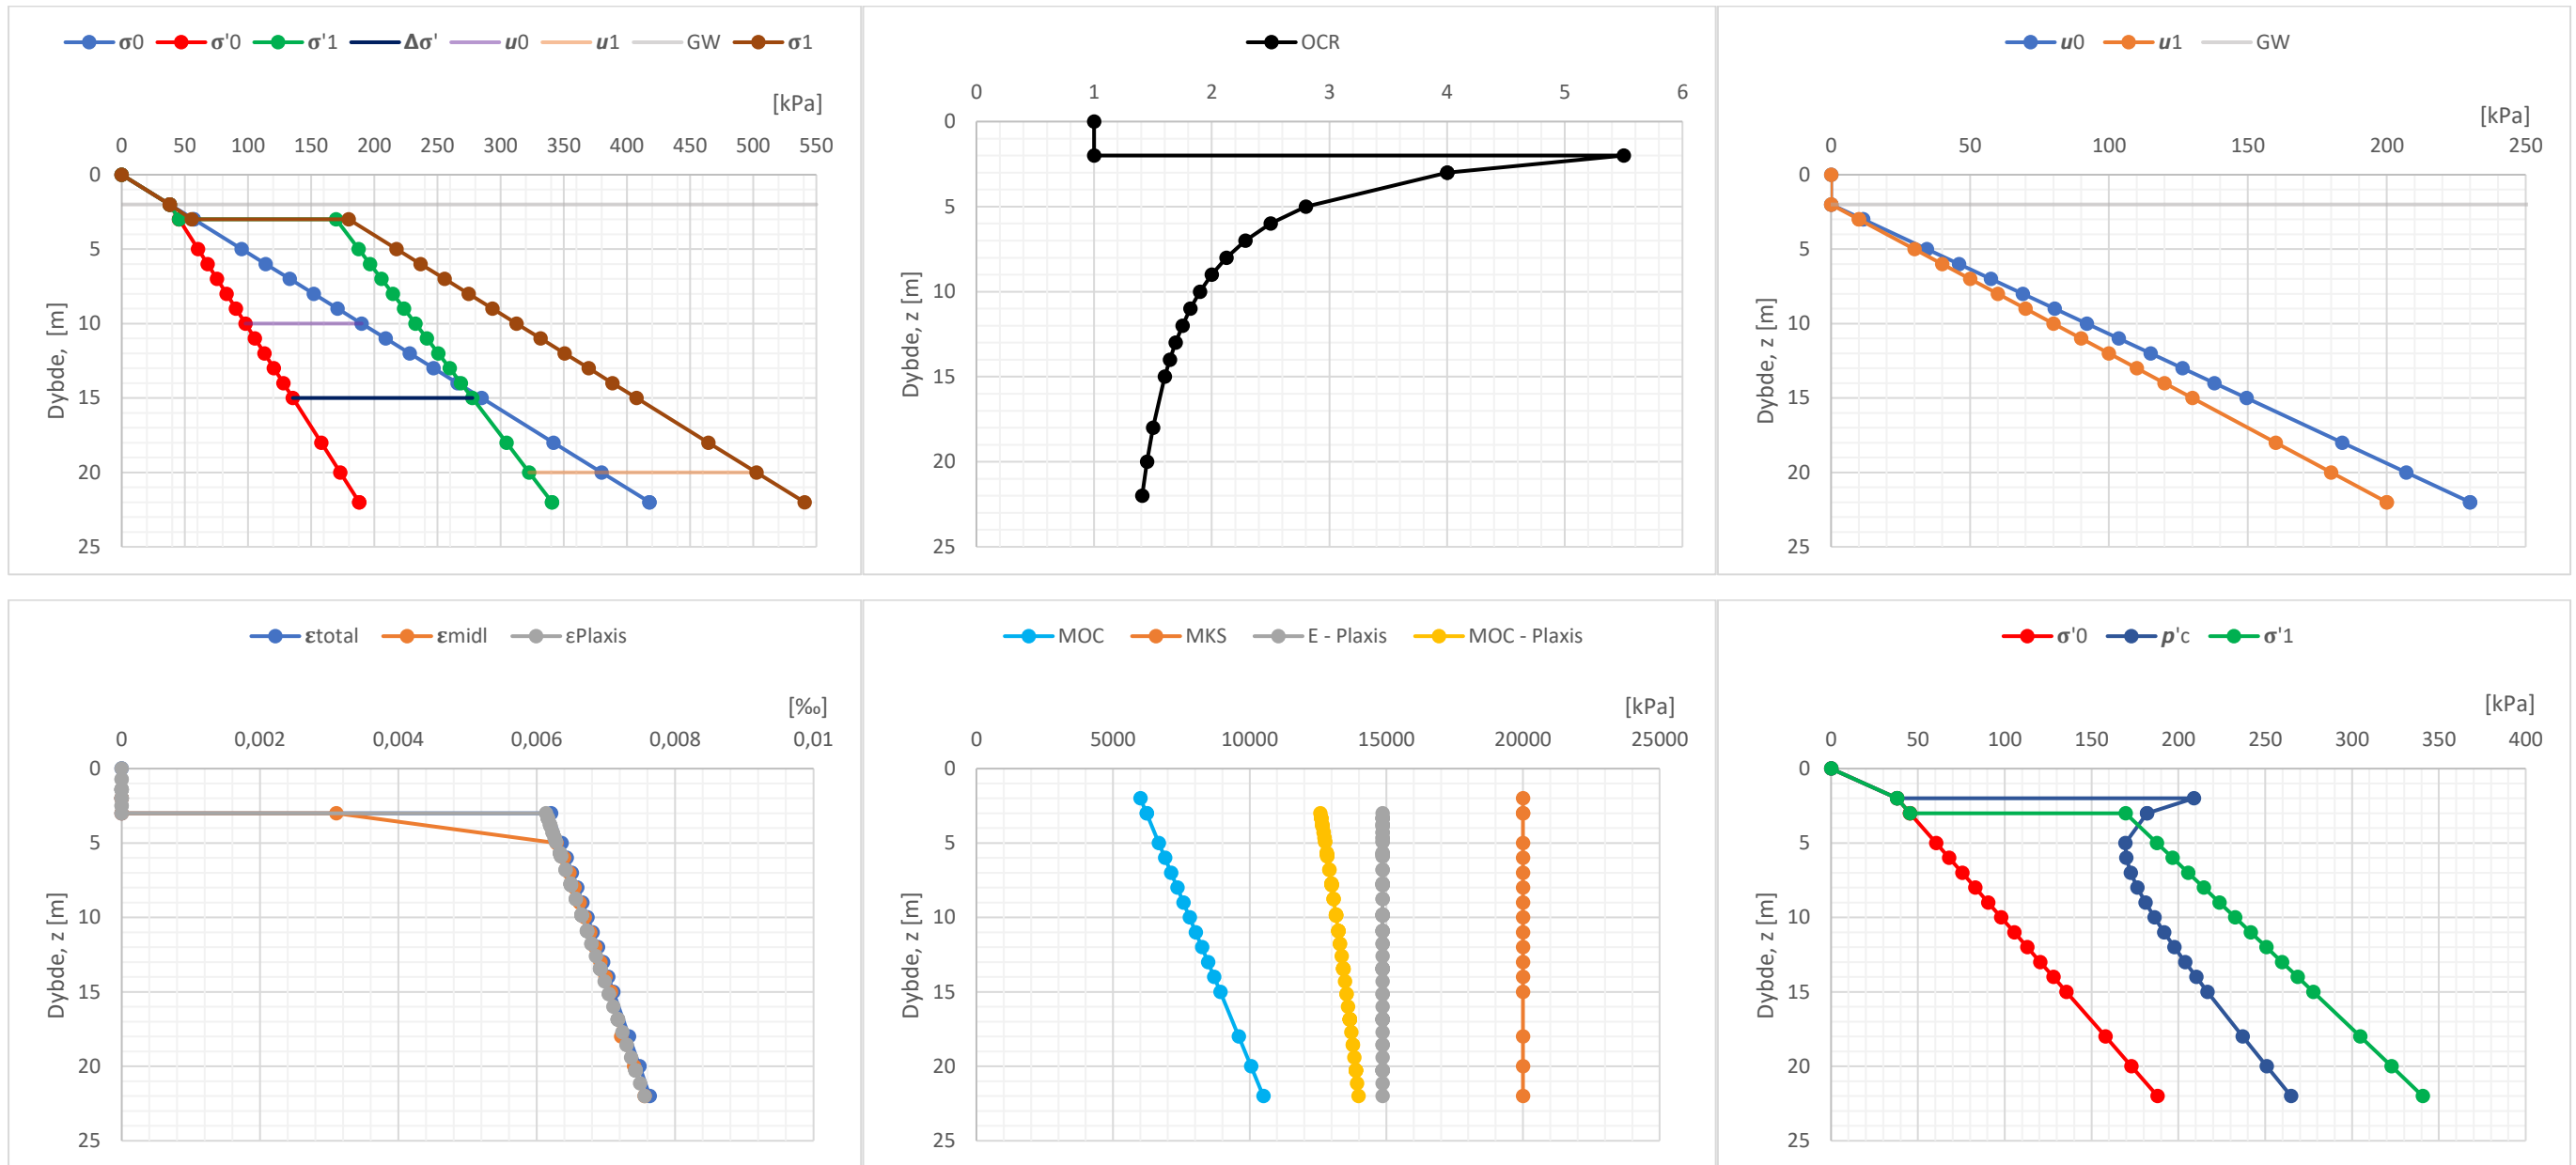 σ0 σ'0 σ'1 Δσ' u0 u1 GW σ1
[kPa]
0 50 100 150 200 250 300 350 400 450 500 550
0
5
10
15
20
25
Dybde, [m]
OCR
0 1 2 3 4 5 6
0
5
10
15
20
25
Dybde, z [m]
u0 u1 GW
[kPa]
0 50 100 150 200 250
0
5
10
15
20
25
Dybde, z [m]
εtotal εmidl εPlaxis
[‰]
0 0,002 0,004 0,006 0,008 0,01
0
5
10
15
20
25
Dybde, z [m]
MOC MKS E - Plaxis MOC - Plaxis
[kPa]
0 5000 10000 15000 20000 25000
0
5
10
15
20
25
Dybde, z [m]
σ'0 p'c σ'1
[kPa]
0 50 100 150 200 250 300 350 400
0
5
10
15
20
25
Dybde, z [m]